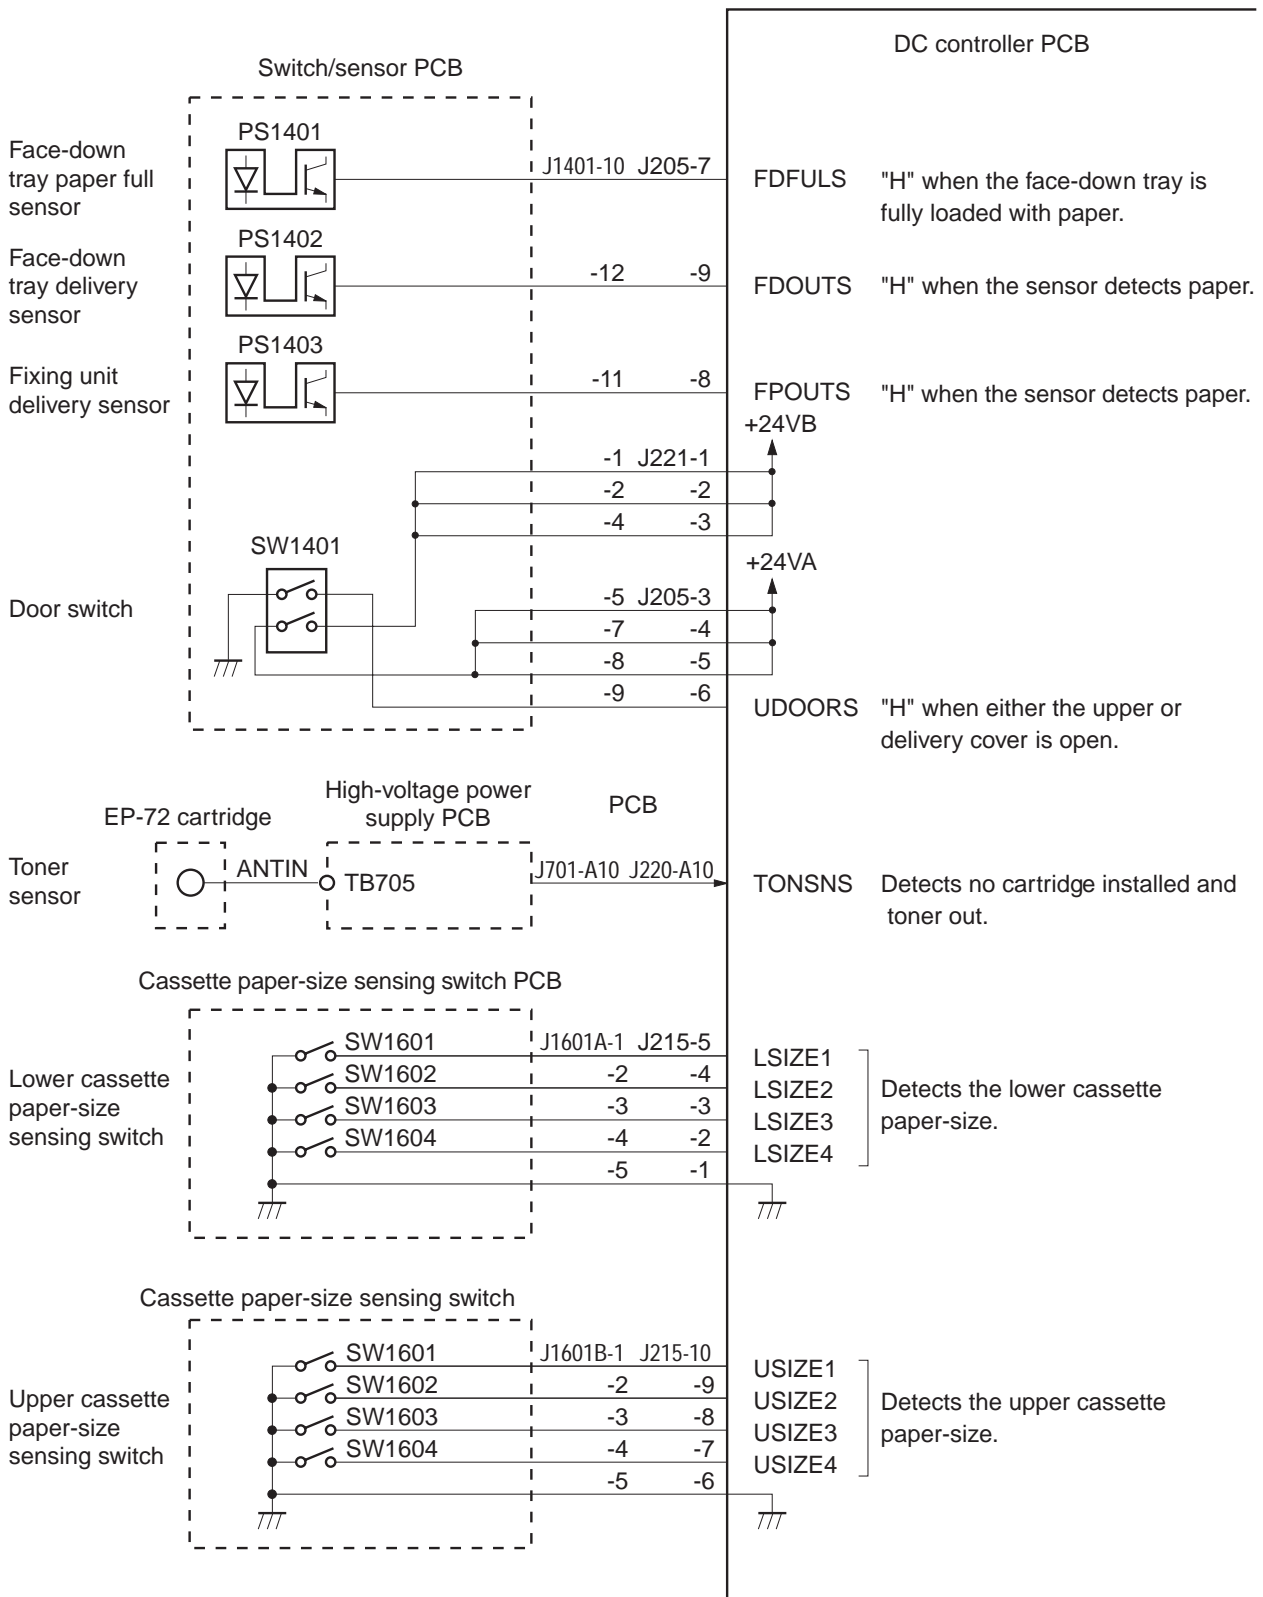 DC controller PCB
Switch/sensor PCB
Face-down
tray paper full
sensor
PS1401
J1401-10 J205-7
FDFULS
"H" when the face-down tray is
fully loaded with paper.
Face-down
tray delivery
sensor
PS1402
-12 -9
FDOUTS
"H" when the sensor detects paper.
Fixing unit
delivery sensor
PS1403
-11 -8
FPOUTS
"H" when the sensor detects paper.
+24VB
-1 J221-1
-2 -2
-4 -3
Door switch
SW1401
+24VA
-5 J205-3
-7 -4
-8 -5
-9 -6
UDOORS
"H" when either the upper or
delivery cover is open.
EP-72 cartridge
High-voltage power
supply PCB
PCB
Toner
sensor
ANTIN
TB705
J701-A10 J220-A10
TONSNS
Detects no cartridge installed and
toner out.
Cassette paper-size sensing switch PCB
Lower cassette
paper-size
sensing switch
SW1601 J1601A-1 J215-5 LSIZE1
SW1602 -2 -4 LSIZE2
SW1603 -3 -3 LSIZE3
SW1604 -4 -2 LSIZE4
-5 -1
Detects the lower cassette
paper-size.
Cassette paper-size sensing switch
Upper cassette
paper-size
sensing switch
SW1601 J1601B-1 J215-10 USIZE1
SW1602 -2 -9 USIZE2
SW1603 -3 -8 USIZE3
SW1604 -4 -7 USIZE4
-5 -6
Detects the upper cassette
paper-size.